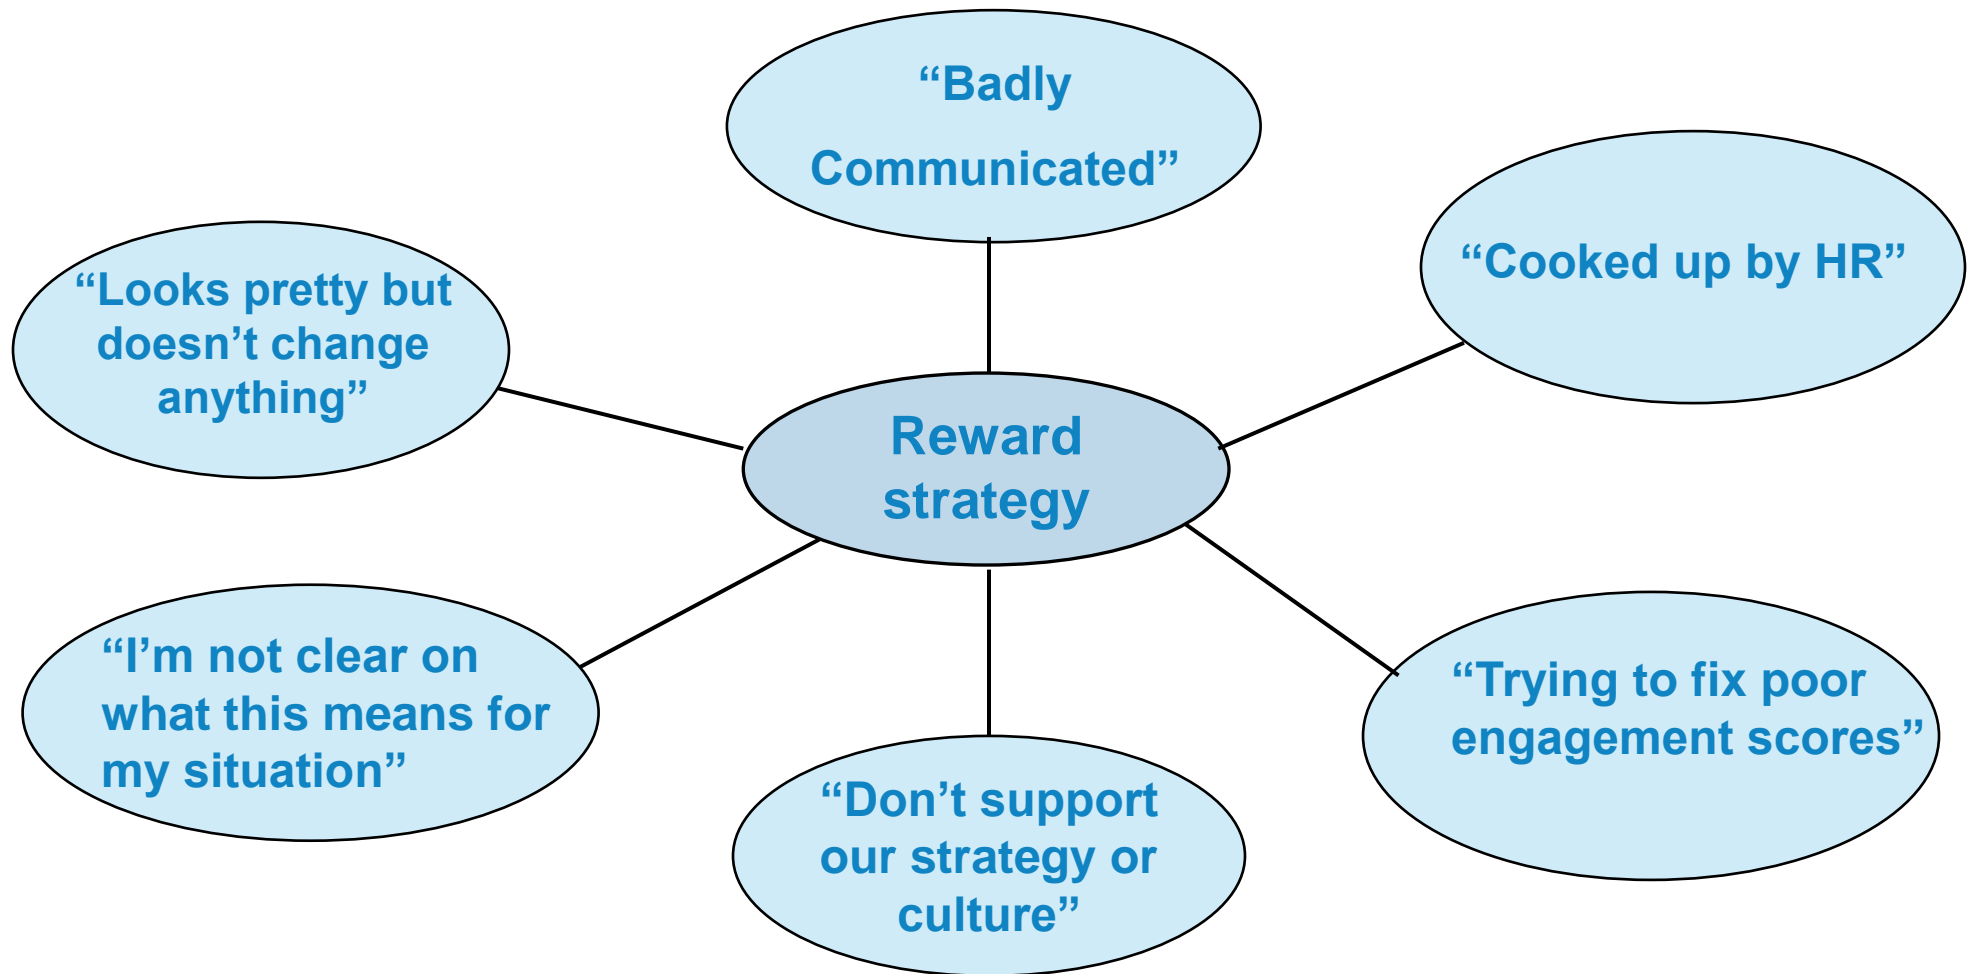 “Badly
Communicated”
“Cooked up by HR”
“Looks pretty but
doesn’t change
anything”
Reward
strategy
“I’m not clear on
what this means for
my situation”
“Trying to fix poor
engagement scores”
“Don’t support
our strategy or
culture”